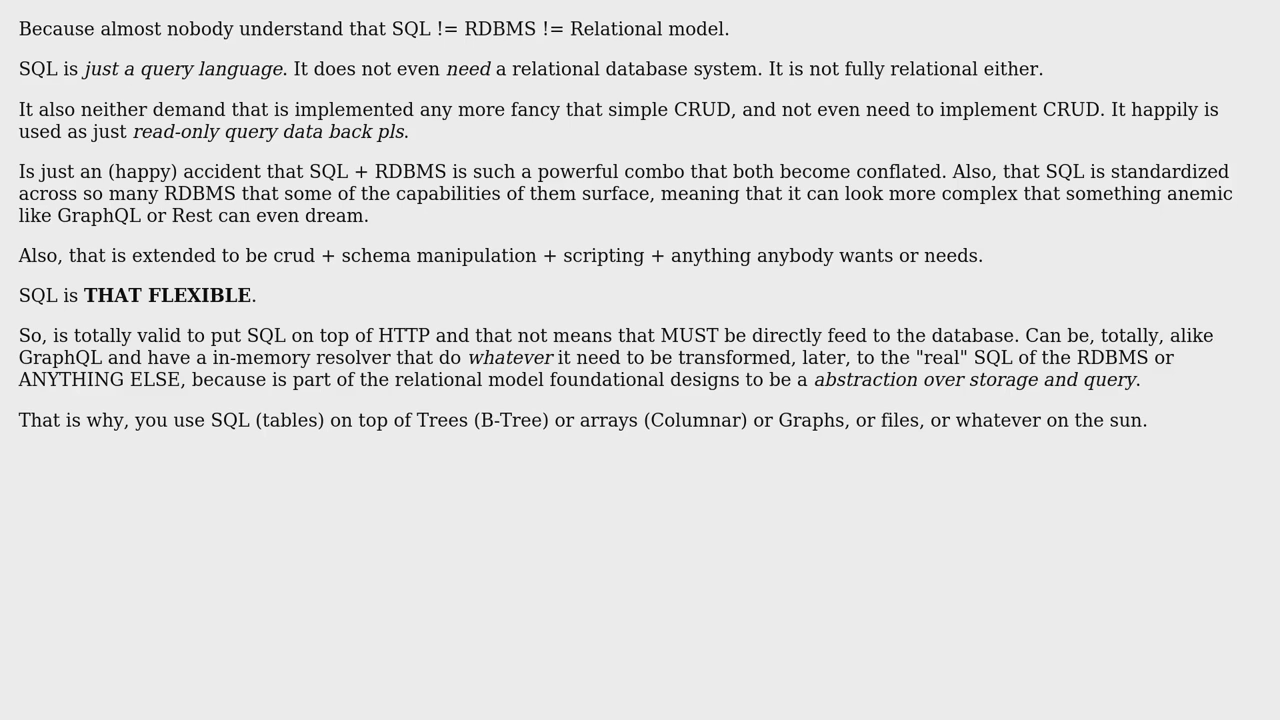 Because almost nobody understand that SQL != RDBMS != Relational model.
SQL is just a query language. It does not even need a relational database system. It is not fully relational either.
It also neither demand that is implemented any more fancy that simple CRUD, and not even need to implement CRUD. It happily is
used as just read-only query data back pls.
Is just an (happy) accident that SQL + RDBMS is such a powerful combo that both become conflated. Also, that SQL is standardized
across so many RDBMS that some of the capabilities of them surface, meaning that it can look more complex that something anemic
like GraphQL or Rest can even dream.
Also, that is extended to be crud + schema manipulation + scripting + anything anybody wants or needs.
SQL is THAT FLEXIBLE.
So, is totally valid to put SQL on top of HTTP and that not means that MUST be directly feed to the database. Can be, totally, alike
GraphQL and have a in-memory resolver that do whatever it need to be transformed, later, to the "real" SQL of the RDBMS or
ANYTHING ELSE, because is part of the relational model foundational designs to be a abstraction over storage and query.
That is why, you use SQL (tables) on top of Trees (B-Tree) or arrays (Columnar) or Graphs, or files, or whatever on the sun.